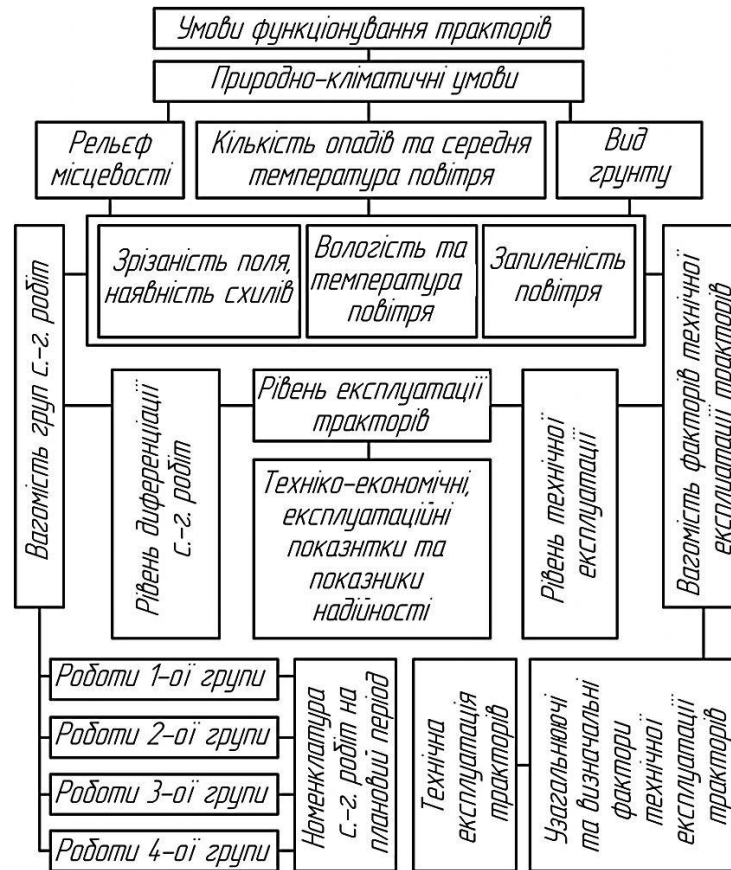 Умови функціонування тракторів
Природно-кліматичні умови
Рельєф
місцевості
Кількість опадів та середня
температура повітря
Вид
грунту
Зрізаність поля,
наявність схилів
Вологість та
температура
повітря
Запиленість
повітря
Вагомість груп с.-г. робіт
Рівень диференціації
с.-г. робіт
Рівень експлуатації
тракторів
Техніко-економічні,
експлуатаційні
показнтки та
показники
надійності
Рівень технічної
експлуатації
Вагомість факторів технічної
експлуатації тракторів
Роботи 1-ої групи
Роботи 2-ої групи
Роботи 3-ої групи
Роботи 4-ої групи
Номенклатура
с.-г. робіт на
плановий період
Технічна
експлуатація
тракторів
Узагальнюючі
та визначальні
фактори
технічної
експлуатації
тракторів